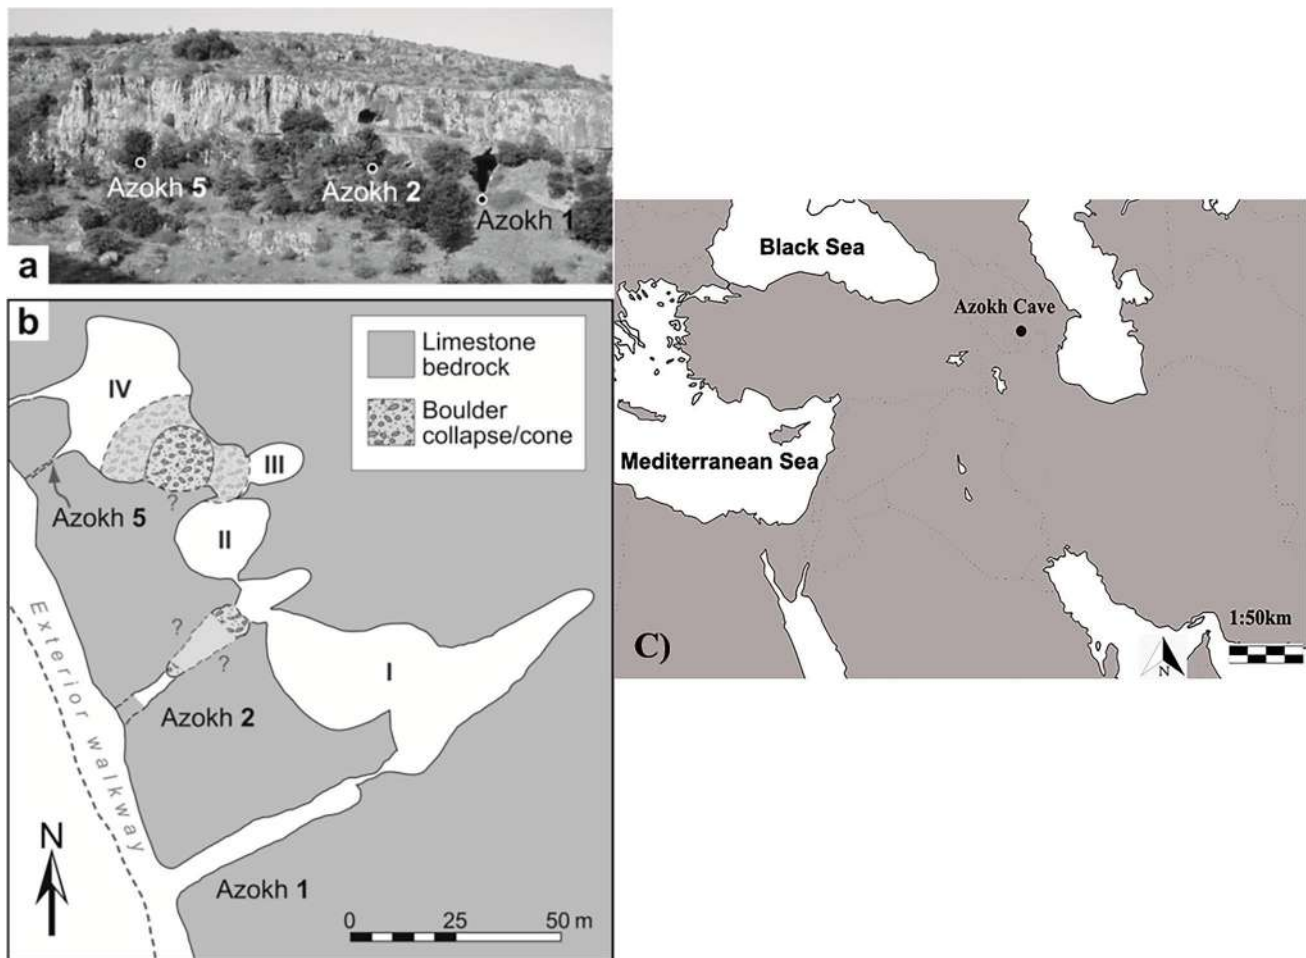 Azokh 5
Azokh 2
Azokh 1
a
b
Limestone
bedrock
Boulder
collapse/cone
IV
III
?
Azokh 5
II
?
?
I
Azokh 2
Exterior walkway
N
Azokh 1
0 25 50 m
Black Sea
Azokh Cave
Mediterranean Sea
C)
1:50km
N